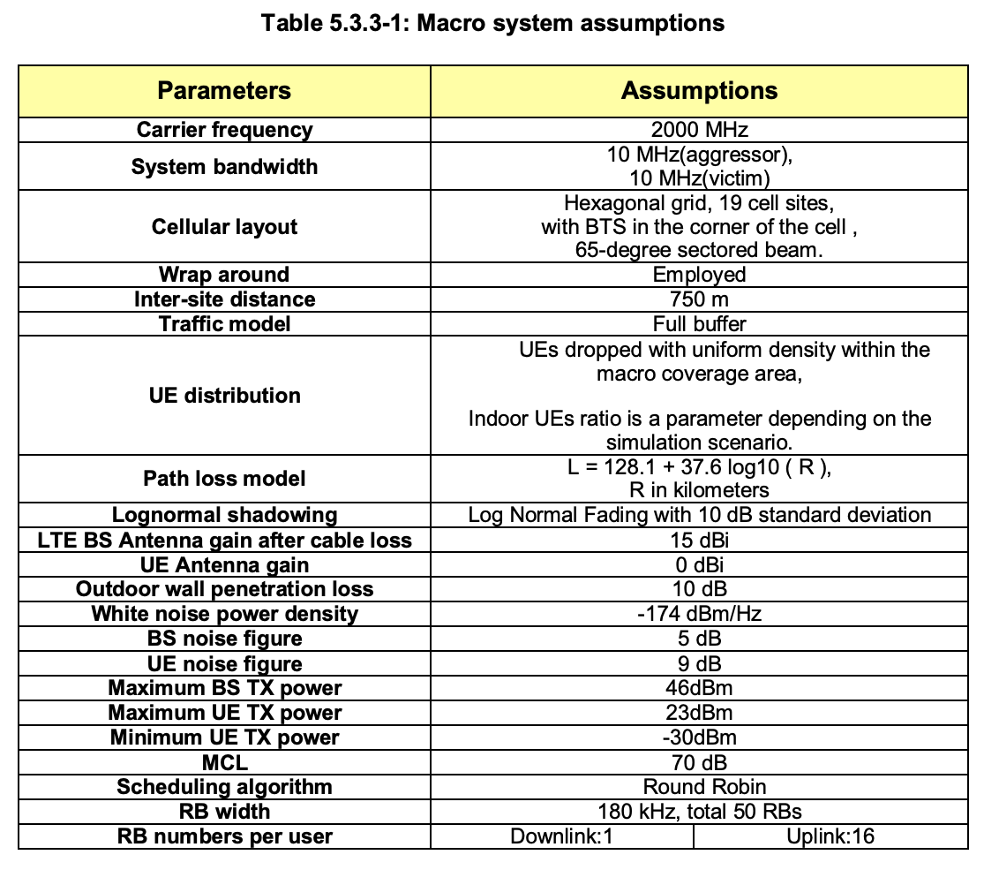 Table 5.3.3-1: Macro system assumptions
Parameters Assumptions
Carrier frequency 2000 MHz
System bandwidth 10 MHz(aggressor),
10 MHz(victim)
Cellular layout Hexagonal grid, 19 cell sites,
with BTS in the corner of the cell ,
65-degree sectored beam.
Wrap around Employed
Inter-site distance 750 m
Traffic model Full buffer
UE distribution UEs dropped with uniform density within the
macro coverage area,
Indoor UEs ratio is a parameter depending on the
simulation scenario.
Path loss model L = 128.1 + 37.6 log10 ( R ),
R in kilometers
Lognormal shadowing Log Normal Fading with 10 dB standard deviation
LTE BS Antenna gain after cable loss 15 dBi
UE Antenna gain 0 dBi
Outdoor wall penetration loss 10 dB
White noise power density -174 dBm/Hz
BS noise figure 5 dB
UE noise figure 9 dB
Maximum BS TX power 46dBm
Maximum UE TX power 23dBm
Minimum UE TX power -30dBm
MCL 70 dB
Scheduling algorithm Round Robin
RB width 180 kHz, total 50 RBs
RB numbers per user Downlink:1 Uplink:16